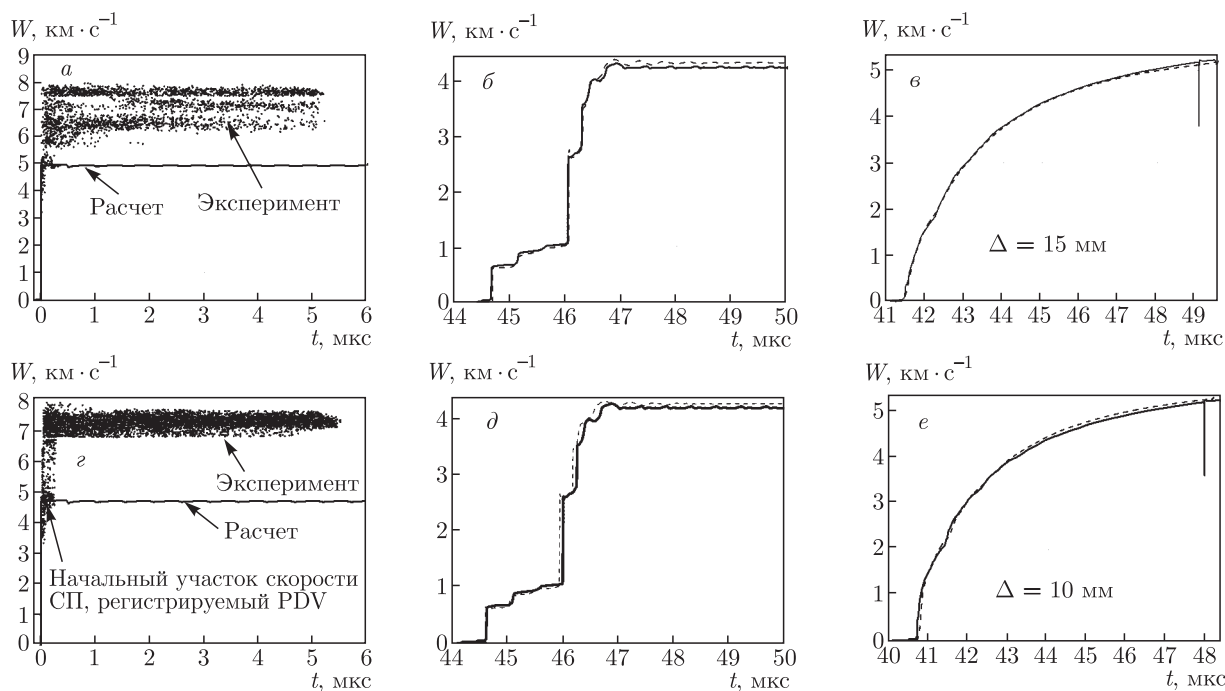 W, км · с⁻¹
9
8
7
6
5
4
3
2
1
0
а
Расчет
Эксперимент
0 1 2 3 4 5 6
t, мкс
W, км · с⁻¹
4
3
2
1
0
б
44 45 46 47 48 49 50
t, мкс
W, км · с⁻¹
5
4
3
2
1
0
в
Δ = 15 мм
41 42 43 44 45 46 47 48 49
t, мкс
W, км · с⁻¹
8
7
6
5
4
3
2
1
0
г
Эксперимент
Расчет
Начальный участок скорости
СП, регистрируемый PDV
0 1 2 3 4 5 6
t, мкс
W, км · с⁻¹
4
3
2
1
0
д
44 45 46 47 48 49 50
t, мкс
W, км · с⁻¹
5
4
3
2
1
0
е
Δ = 10 мм
40 41 42 43 44 45 46 47 48
t, мкс